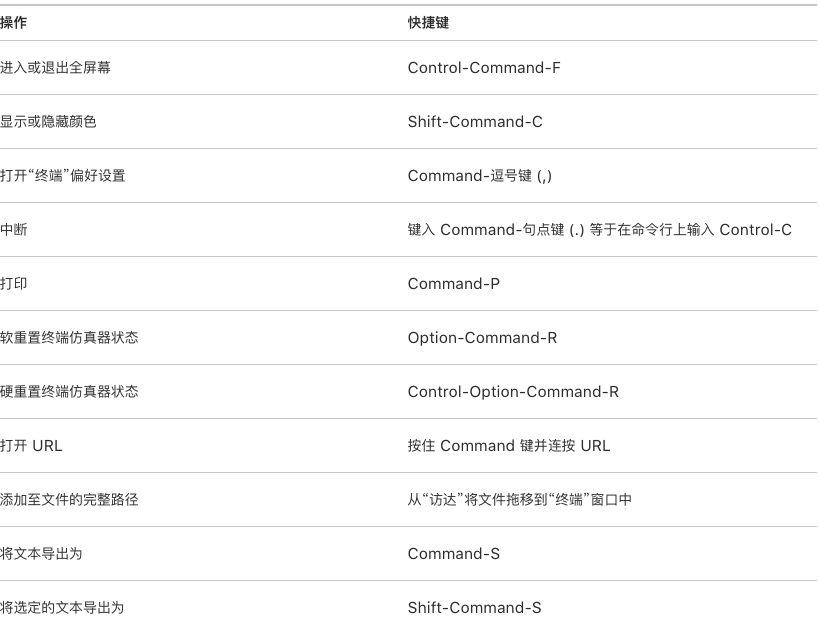 操作 快捷键
进入或退出全屏幕 Control-Command-F
显示或隐藏颜色 Shift-Command-C
打开“终端”偏好设置 Command-逗号键 (,)
中断 键入 Command-句点键 (.) 等于在命令行上输入 Control-C
打印 Command-P
软重置终端仿真器状态 Option-Command-R
硬重置终端仿真器状态 Control-Option-Command-R
打开 URL 按住 Command 键并连按 URL
添加至文件的完整路径 从“访达”将文件拖移到“终端”窗口中
将文本导出为 Command-S
将选定的文本导出为 Shift-Command-S